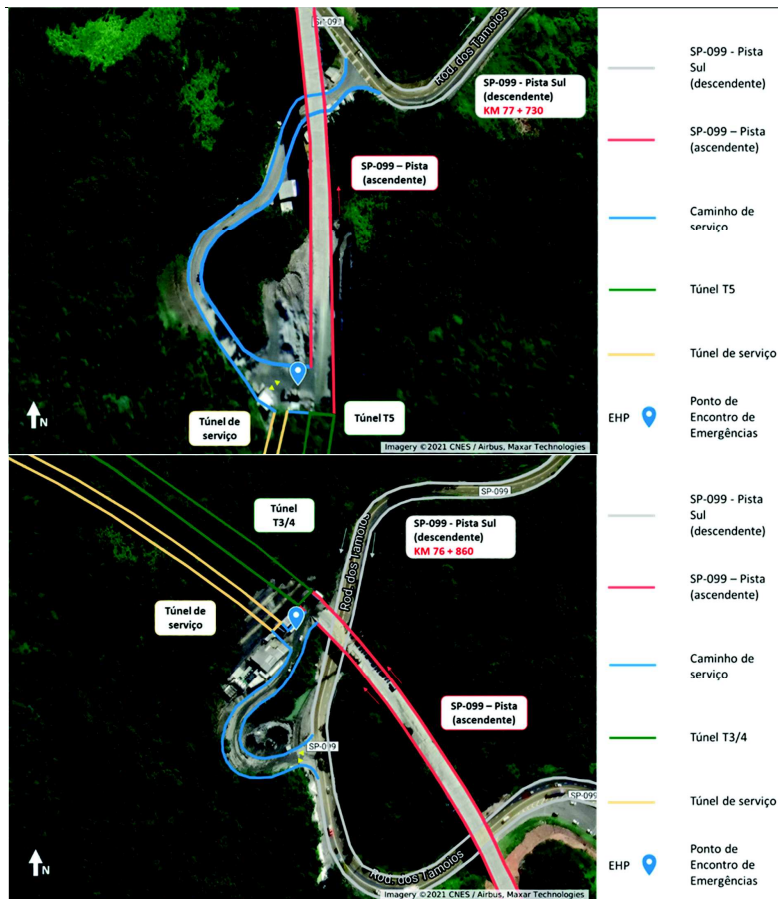 SP-099
Rod. dos Tamoios
SP-099 - Pista Sul
(descendente)
KM 77 + 730
SP-099 – Pista
(ascendente)
Túnel de
serviço
Túnel T5
N
Imagery ©2021 CNES / Airbus, Maxar Technologies
SP-099 - Pista
Sul
(descendente)
SP-099 – Pista
(ascendente)
Caminho de
serviço
Túnel T5
Túnel de serviço
EHP
Ponto de
Encontro de
Emergências
Túnel
T3/4
SP-099
SP-099 - Pista Sul
(descendente)
KM 76 + 860
Rod. dos Tamoios
Túnel de
serviço
SP-099 – Pista
(ascendente)
SP-099
SP-099
Rod. dos Tamoios
N
Imagery ©2021 CNES / Airbus, Maxar Technologies
SP-099 - Pista
Sul
(descendente)
SP-099 – Pista
(ascendente)
Caminho de
serviço
Túnel T3/4
Túnel de serviço
EHP
Ponto de
Encontro de
Emergências